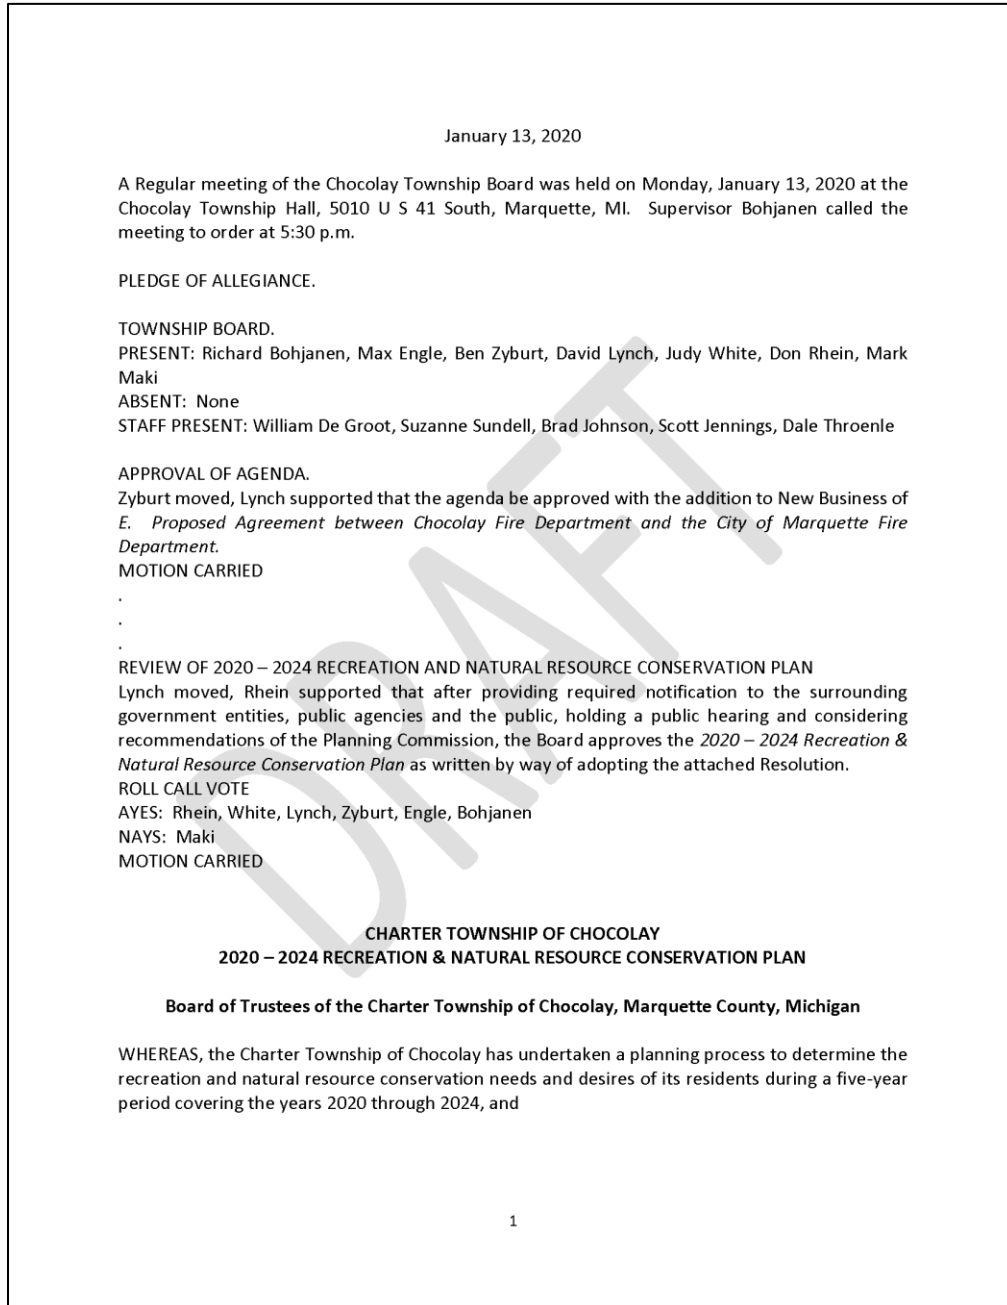 January 13, 2020
A Regular meeting of the Chocolay Township Board was held on Monday, January 13, 2020 at the
Chocolay Township Hall, 5010 U S 41 South, Marquette, MI.  Supervisor Bohjanen called the
meeting to order at 5:30 p.m.
PLEDGE OF ALLEGIANCE.
TOWNSHIP BOARD.
PRESENT: Richard Bohjanen, Max Engle, Ben Zyburt, David Lynch, Judy White, Don Rhein, Mark
Maki
ABSENT:  None
STAFF PRESENT: William De Groot, Suzanne Sundell, Brad Johnson, Scott Jennings, Dale Throenle
APPROVAL OF AGENDA.
Zyburt moved, Lynch supported that the agenda be approved with the addition to New Business of
E.  Proposed Agreement between Chocolay Fire Department and the City of Marquette Fire
Department.
MOTION CARRIED
.
.
.
REVIEW OF 2020 – 2024 RECREATION AND NATURAL RESOURCE CONSERVATION PLAN
Lynch moved, Rhein supported that after providing required notification to the surrounding
government entities, public agencies and the public, holding a public hearing and considering
recommendations of the Planning Commission, the Board approves the 2020 – 2024 Recreation &
Natural Resource Conservation Plan as written by way of adopting the attached Resolution.
ROLL CALL VOTE
AYES:  Rhein, White, Lynch, Zyburt, Engle, Bohjanen
NAYS:  Maki
MOTION CARRIED
DRAFT
CHARTER TOWNSHIP OF CHOCOLAY
2020 – 2024 RECREATION & NATURAL RESOURCE CONSERVATION PLAN
Board of Trustees of the Charter Township of Chocolay, Marquette County, Michigan
WHEREAS, the Charter Township of Chocolay has undertaken a planning process to determine the
recreation and natural resource conservation needs and desires of its residents during a five-year
period covering the years 2020 through 2024, and
1